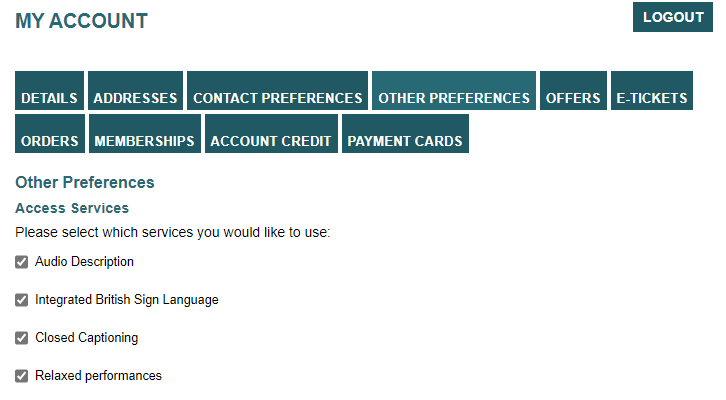 MY ACCOUNT
LOGOUT
DETAILS ADDRESSES CONTACT PREFERENCES OTHER PREFERENCES OFFERS E-TICKETS
ORDERS MEMBERSHIPS ACCOUNT CREDIT PAYMENT CARDS
Other Preferences
Access Services
Please select which services you would like to use:
Audio Description
Integrated British Sign Language
Closed Captioning
Relaxed performances